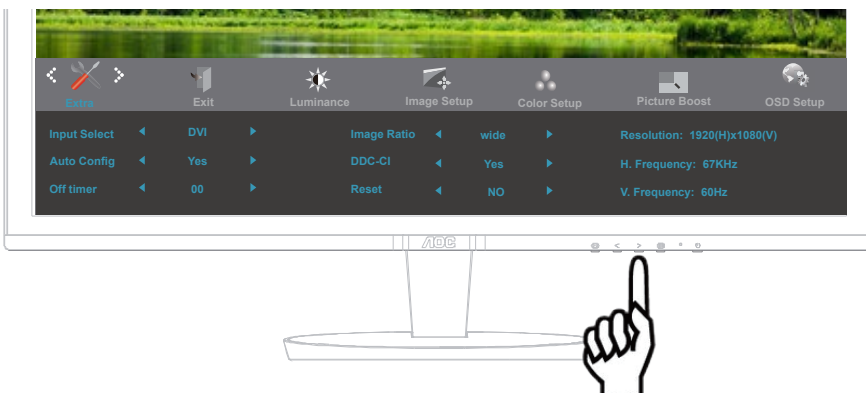 Extra Exit Luminance Image Setup Color Setup Picture Boost OSD Setup
Input Select DVI Image Ratio wide Resolution: 1920(H)x1080(V)
Auto Config Yes DDC-CI Yes H. Frequency: 67KHz
Off timer 00 Reset NO V. Frequency: 60Hz
AOC